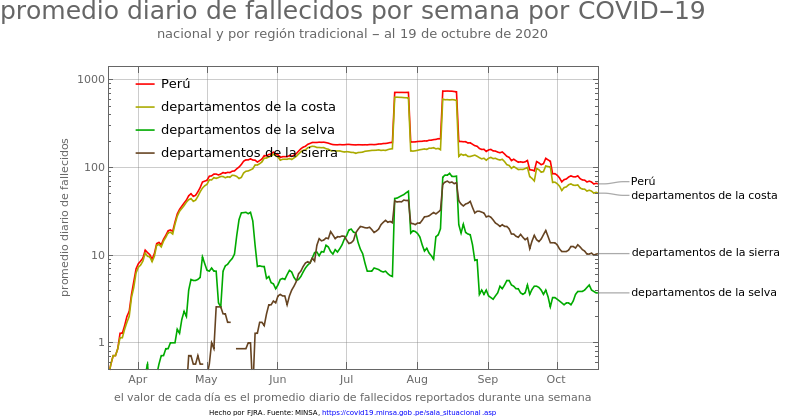 promedio diario de fallecidos por semana por COVID−19
nacional y por región tradicional − al 19 de octubre de 2020
promedio diario de fallecidos
1000
100
10
1
Perú
departamentos de la costa
departamentos de la selva
departamentos de la sierra
Perú
departamentos de la costa
departamentos de la sierra
departamentos de la selva
Apr May Jun Jul Aug Sep Oct
el valor de cada día es el promedio diario de fallecidos reportados durante una semana
Hecho por FJRA. Fuente: MINSA, https://covid19.minsa.gob.pe/sala_situacional.asp